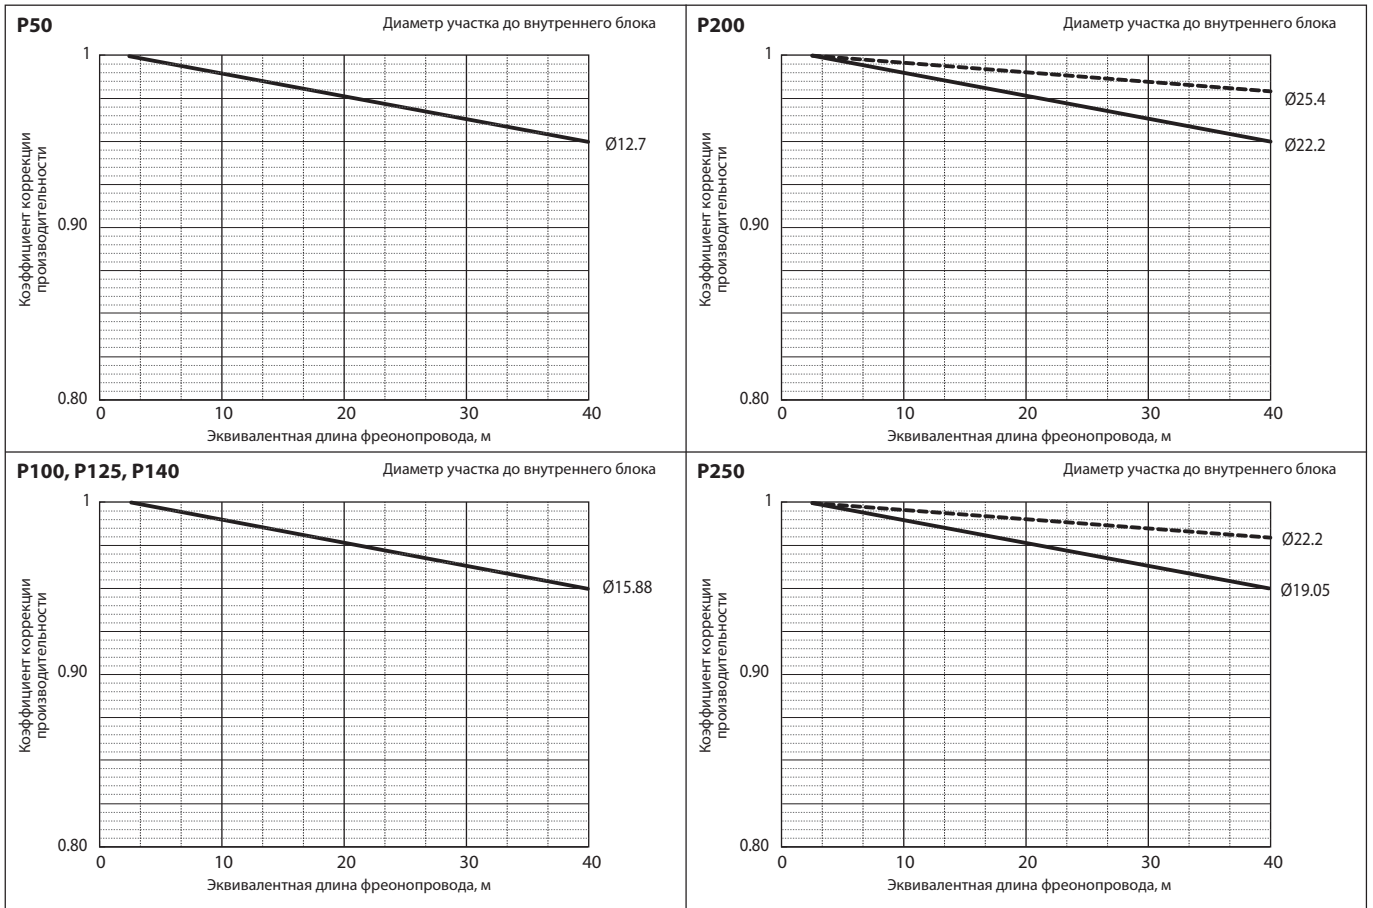 P50
Диаметр участка до внутреннего блока
1
0.90
0.80
Коэффициент коррекции
производительности
Ø12.7
0 10 20 30 40
Эквивалентная длина фреонопровода, м
P200
Диаметр участка до внутреннего блока
1
0.90
0.80
Коэффициент коррекции
производительности
Ø25.4
Ø22.2
0 10 20 30 40
Эквивалентная длина фреонопровода, м
P100, P125, P140
Диаметр участка до внутреннего блока
1
0.90
0.80
Коэффициент коррекции
производительности
Ø15.88
0 10 20 30 40
Эквивалентная длина фреонопровода, м
P250
Диаметр участка до внутреннего блока
1
0.90
0.80
Коэффициент коррекции
производительности
Ø22.2
Ø19.05
0 10 20 30 40
Эквивалентная длина фреонопровода, м